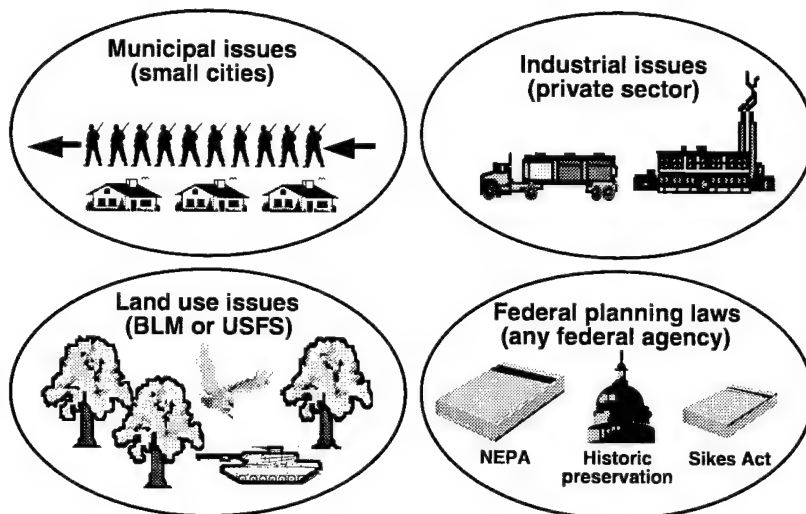 Municipal issues
(small cities)
Industrial issues
(private sector)
Land use issues
(BLM or USFS)
Federal planning laws
(any federal agency)
NEPA
Historic
preservation
Sikes Act